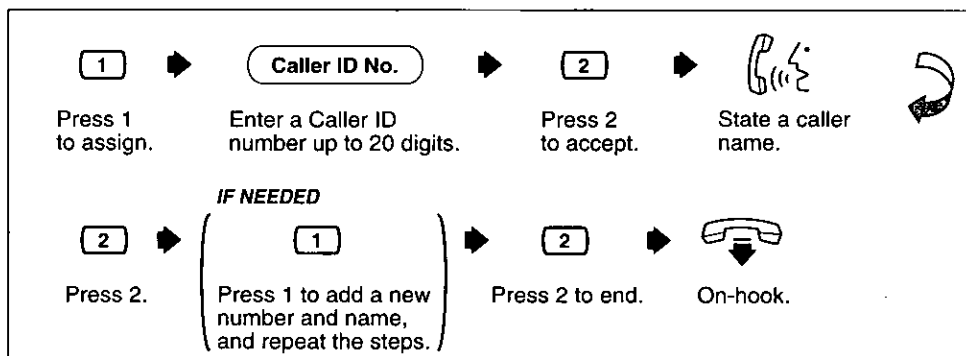 1
Caller ID No.
2
Press 1
to assign.
Enter a Caller ID
number up to 20 digits.
Press 2
to accept.
State a caller
name.
IF NEEDED
2
1
2
Press 2.
Press 1 to add a new
number and name,
and repeat the steps.
Press 2 to end.
On-hook.